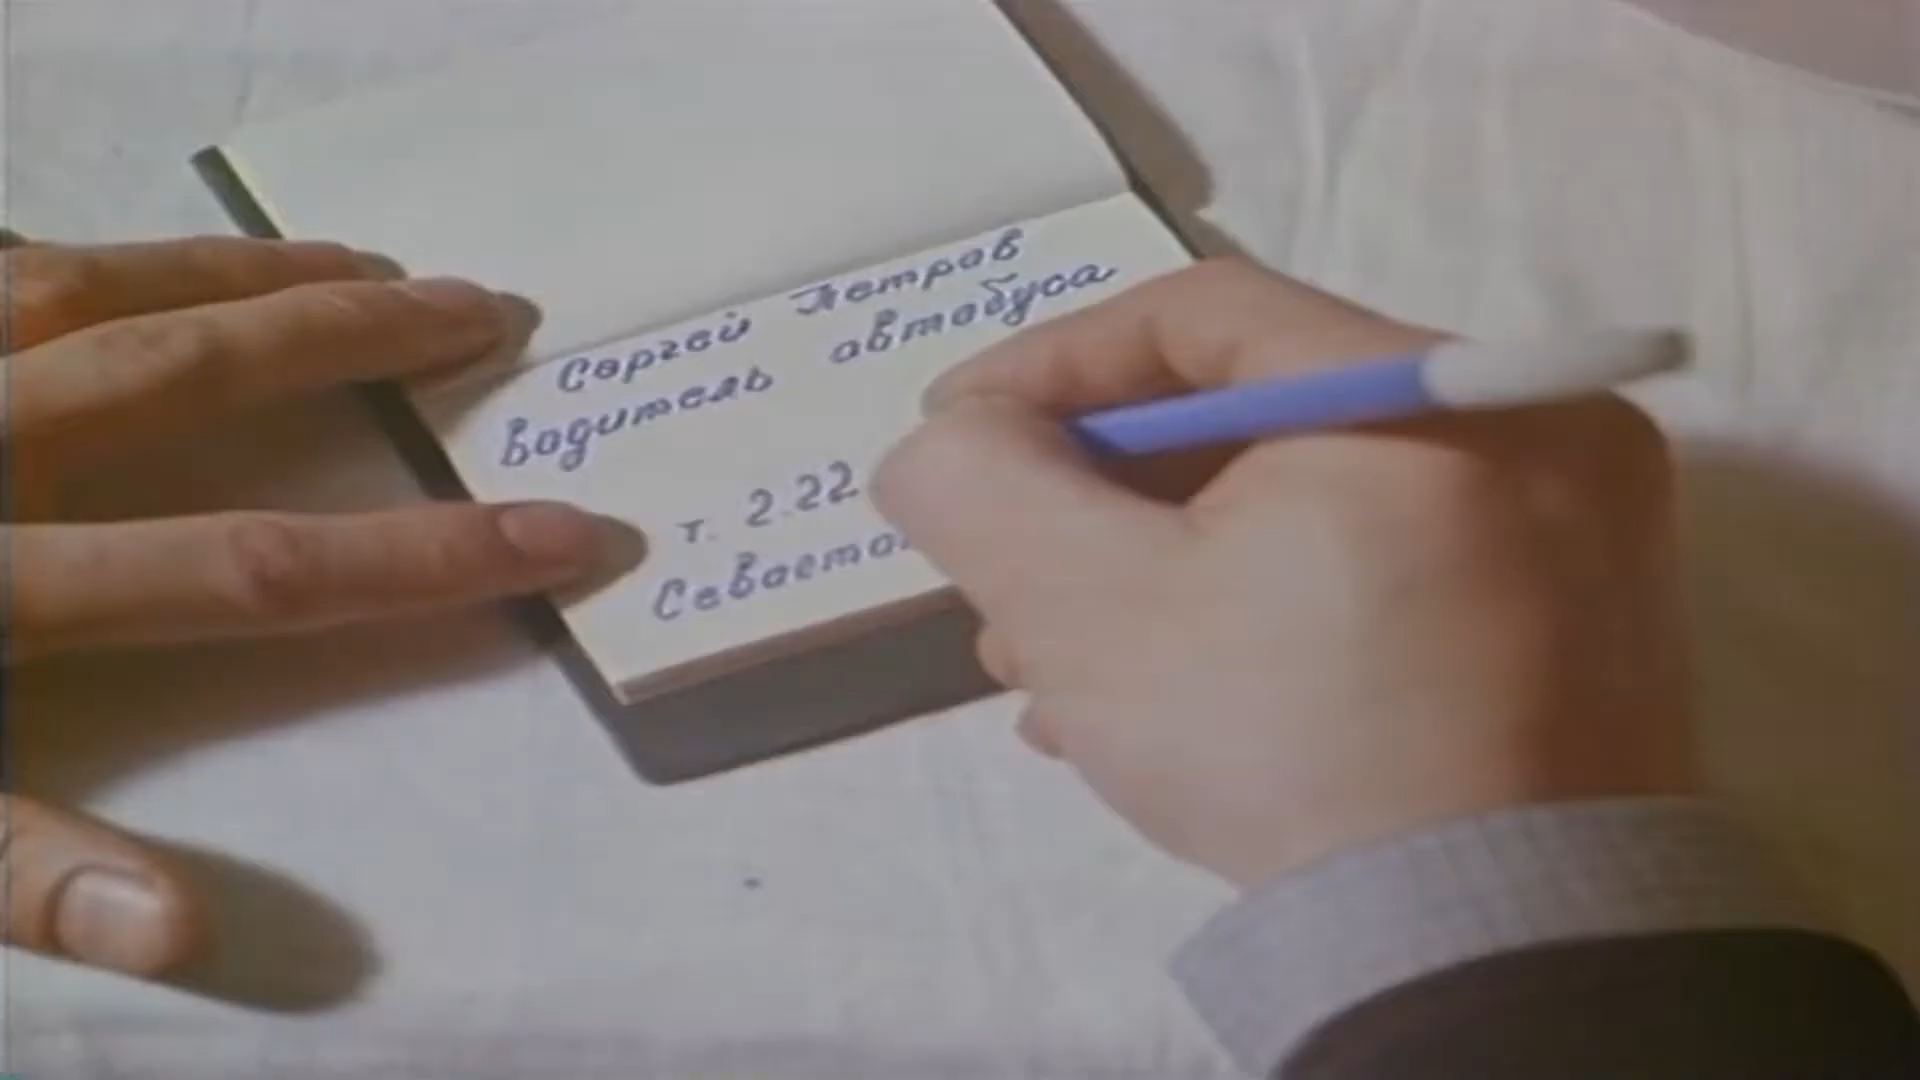 Сергей Петров
водитель автобуса
т. 2.22
Севасто